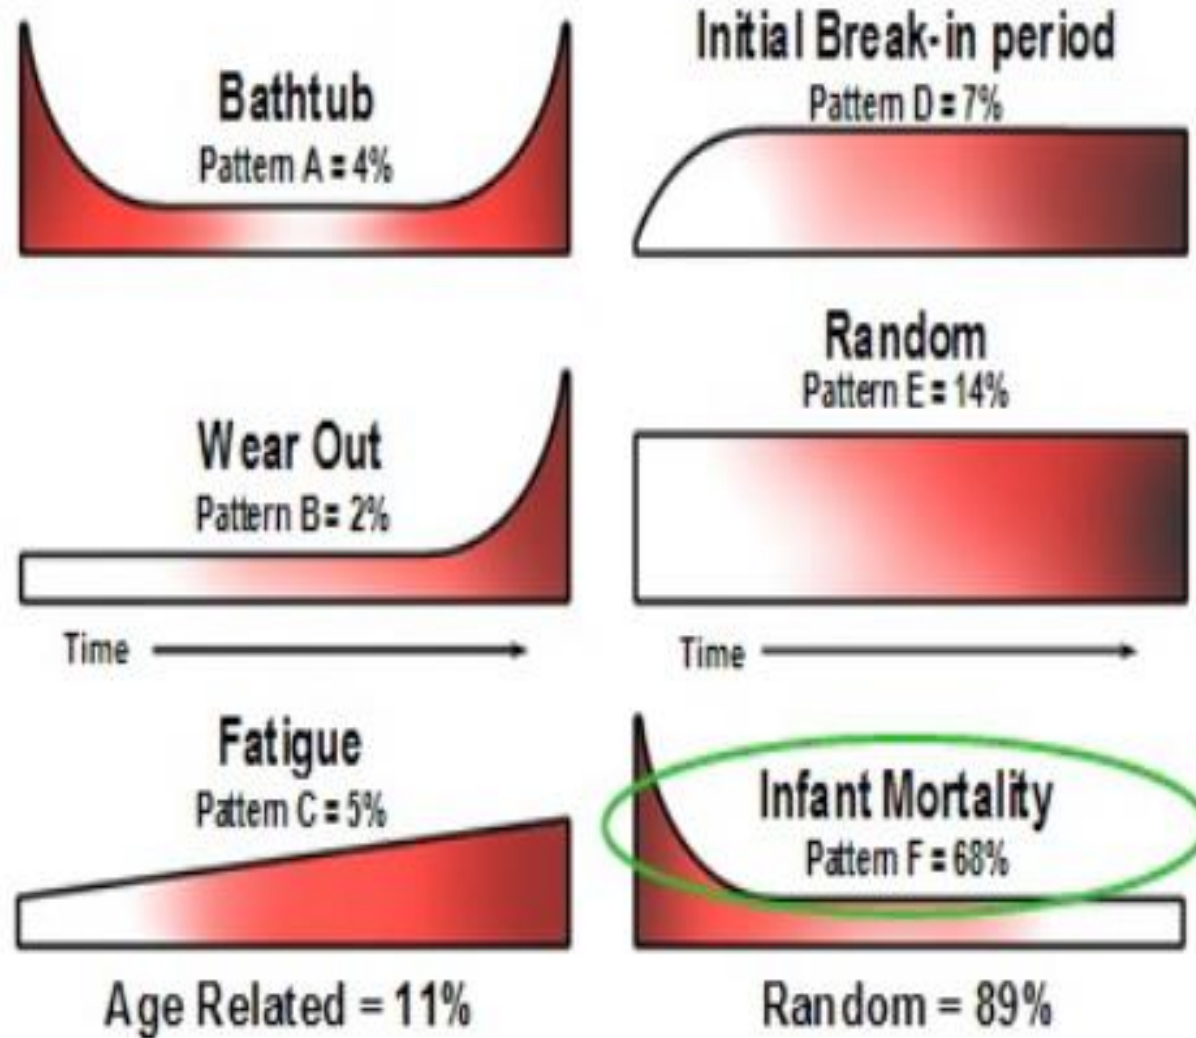 Bathtub
Pattern A = 4%
Initial Break-in period
Pattern D = 7%
Wear Out
Pattern B = 2%
Random
Pattern E = 14%
Time
Time
Fatigue
Pattern C = 5%
Infant Mortality
Pattern F = 68%
Age Related = 11%
Random = 89%